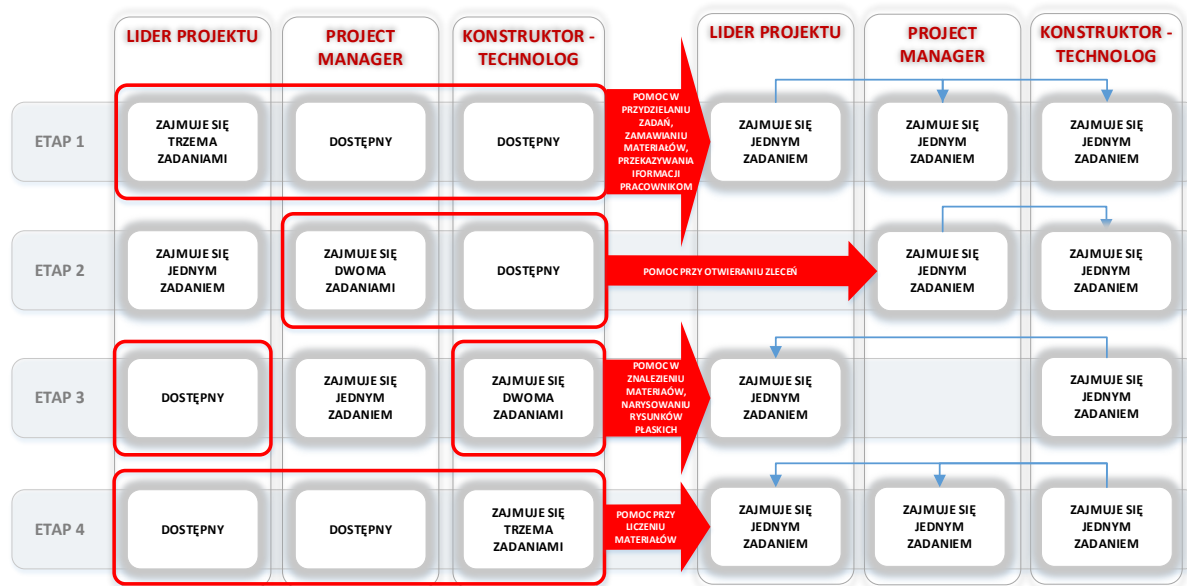 LIDER PROJEKTU
PROJECT
MANAGER
KONSTRUKTOR -
TECHNOLOG
LIDER PROJEKTU
PROJECT
MANAGER
KONSTRUKTOR -
TECHNOLOG
ETAP 1
ZAJMUJE SIĘ
TRZEMA
ZADANIAMI
DOSTĘPNY
DOSTĘPNY
POMOC W
PRZYDZIELANIU
ZADAŃ,
ZAMAWIANIU
MATERIAŁÓW,
PRZEKAZYWANIA
IFORMACJI
PRACOWNIKOM
ZAJMUJE SIĘ
JEDNYM
ZADANIEM
ZAJMUJE SIĘ
JEDNYM
ZADANIEM
ZAJMUJE SIĘ
JEDNYM
ZADANIEM
ETAP 2
ZAJMUJE SIĘ
JEDNYM
ZADANIEM
ZAJMUJE SIĘ
DWOMA
ZADANIAMI
DOSTĘPNY
POMOC PRZY OTWIERANIU ZLECEŃ
ZAJMUJE SIĘ
JEDNYM
ZADANIEM
ZAJMUJE SIĘ
JEDNYM
ZADANIEM
ETAP 3
DOSTĘPNY
ZAJMUJE SIĘ
JEDNYM
ZADANIEM
ZAJMUJE SIĘ
DWOMA
ZADANIAMI
POMOC W
ZNALEZIENIU
MATERIAÓW,
NARYSOWANIU
RYSUNKÓW
PŁASKICH
ZAJMUJE SIĘ
JEDNYM
ZADANIEM
ZAJMUJE SIĘ
JEDNYM
ZADANIEM
ETAP 4
DOSTĘPNY
DOSTĘPNY
ZAJMUJE SIĘ
TRZEMA
ZADANIAMI
POMOC PRZY
LICZENIU
MATERIAŁÓW
ZAJMUJE SIĘ
JEDNYM
ZADANIEM
ZAJMUJE SIĘ
JEDNYM
ZADANIEM
ZAJMUJE SIĘ
JEDNYM
ZADANIEM